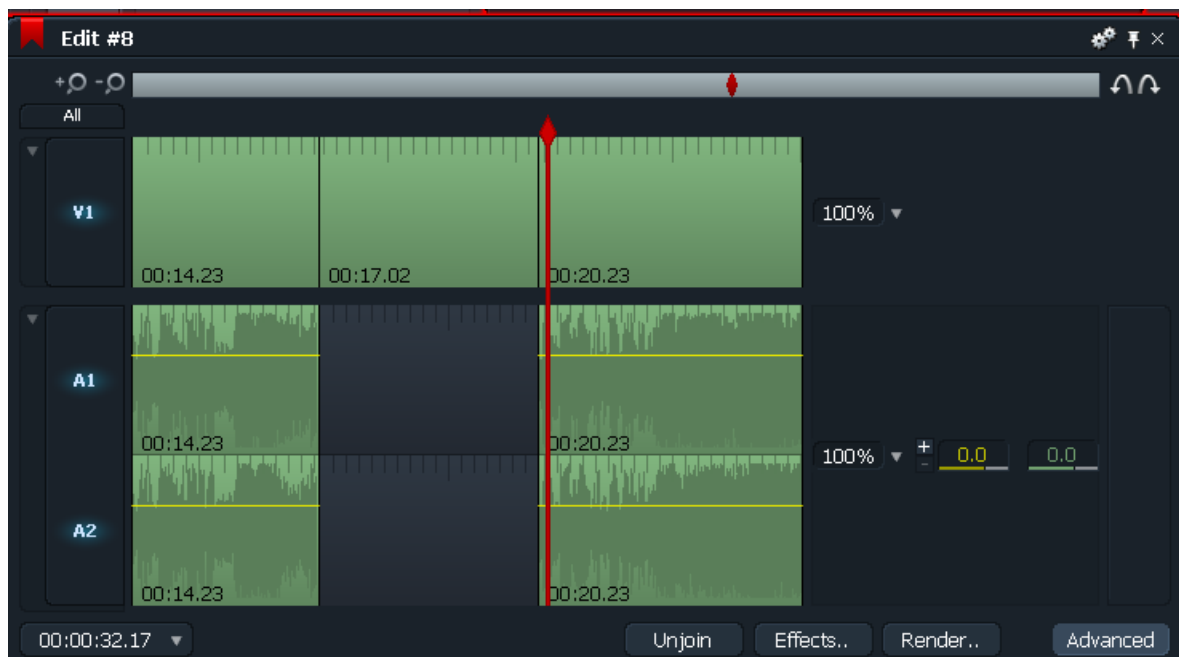 Edit #8
All
V1
00:14.23 00:17.02 00:20.23
100%
A1
00:14.23 00:20.23
100% + - 0.0 0.0
A2
00:14.23 00:20.23
00:00:32.17 Unjoin Effects.. Render.. Advanced